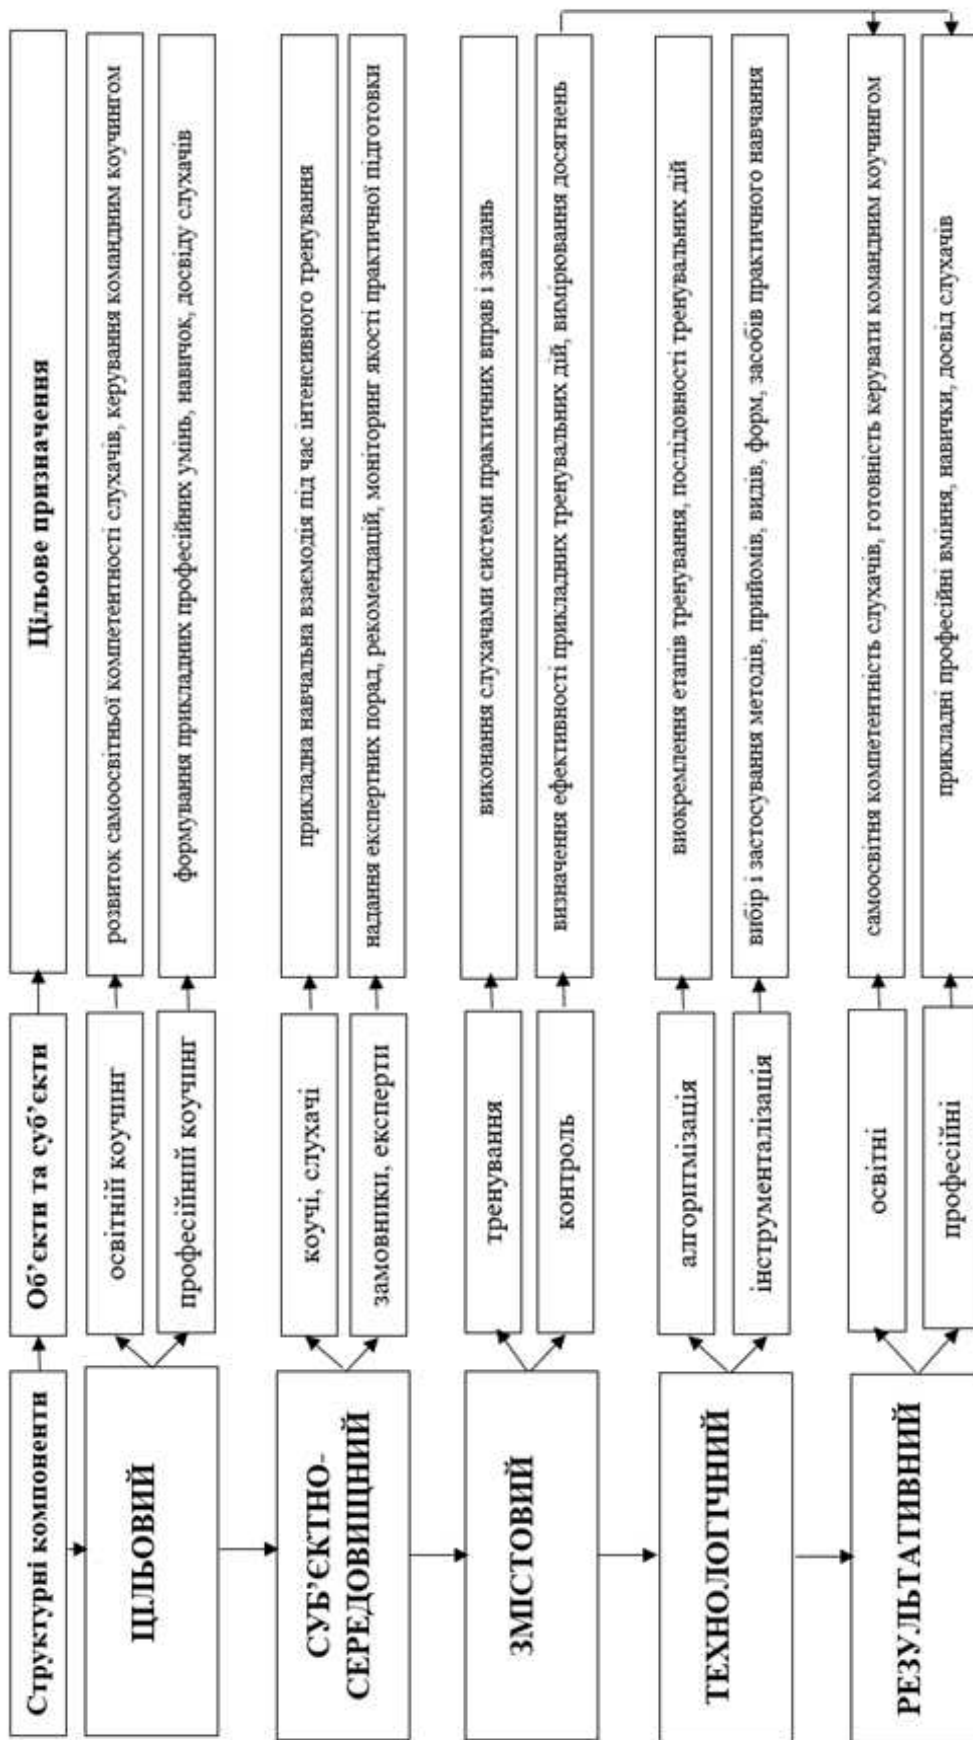 Структурні компоненти
Об’єкти та суб’єкти
Цільове призначення
ЦІЛЬОВИЙ
освітній коучинг
розвиток самоосвітньої компетентності слухачів, керування командним коучингом
професійний коучинг
формування прикладних професійних умінь, навичок, досвіду слухачів
СУБ’ЄКТНО-
СЕРЕДОВИЩНИЙ
коучі, слухачі
прикладна навчальна взаємодія під час інтенсивного тренування
замовники, експерти
надання експертних порад, рекомендацій, моніторинг якості практичної підготовки
ЗМІСТОВИЙ
тренування
виконання слухачами системи практичних вправ і завдань
контроль
визначення ефективності прикладних тренувальних дій, вимірювання досягнень
ТЕХНОЛОГІЧНИЙ
алгоритмізація
виокремлення етапів тренування, послідовності тренувальних дій
інструменталізація
вибір і застосування методів, прийомів, видів, форм, засобів практичного навчання
РЕЗУЛЬТАТИВНИЙ
освітні
самоосвітня компетентність слухачів, готовність керувати командним коучингом
професійні
прикладні професійні вміння, навички, досвід слухачів